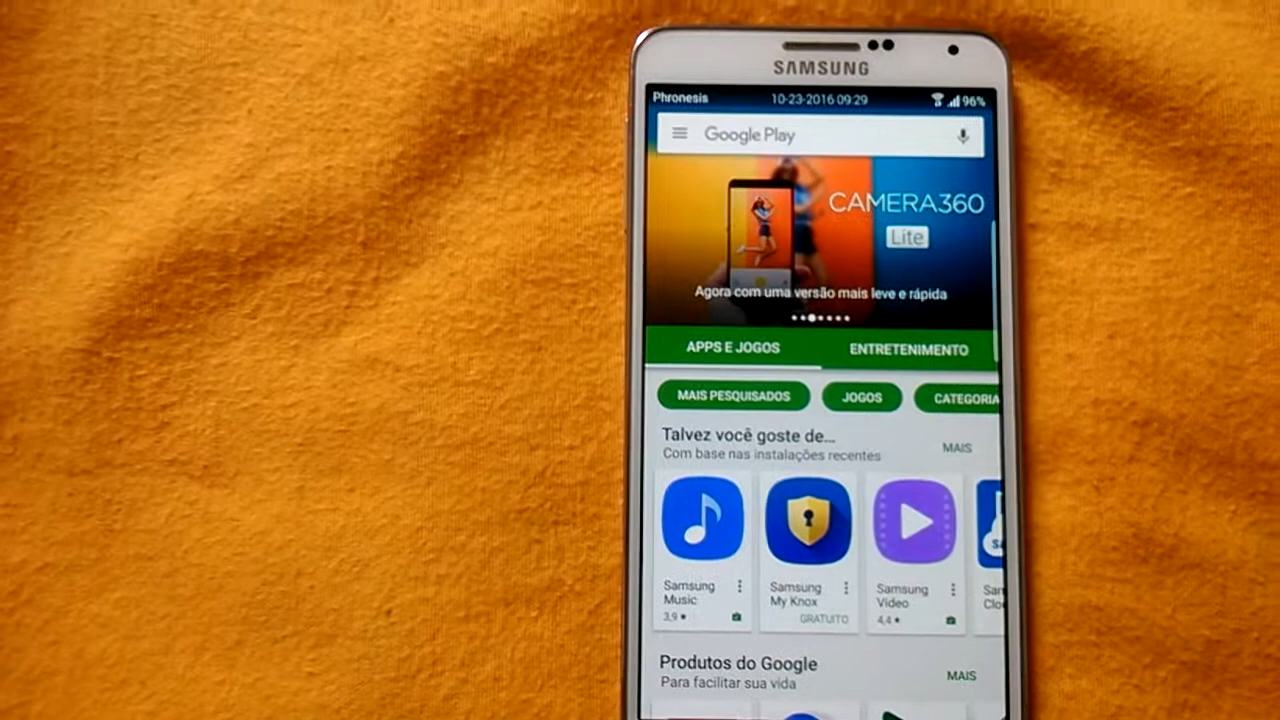 SAMSUNG
Phronesis 10-23-2016 09:29 96%
Google Play
CAMERA360
Lite
Agora com uma versão mais leve e rápida
APPS E JOGOS ENTRETENIMENTO
MAIS PESQUISADOS JOGOS CATEGORIA
Talvez você goste de... MAIS
Com base nas instalações recentes
Samsung Samsung Samsung Sam
Music My Knox Video Clo
3,9 GRATUITO 4,4
Produtos do Google MAIS
Para facilitar sua vida